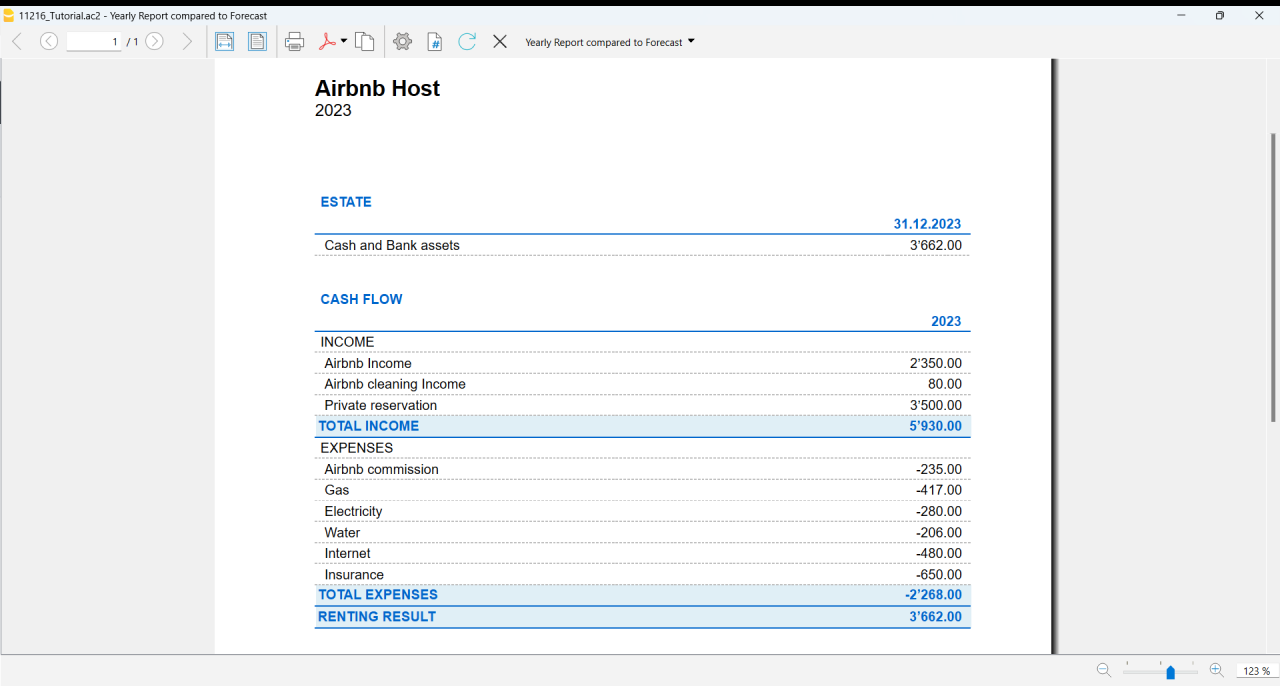 11216_Tutorial.ac2 - Yearly Report compared to Forecast
1 / 1 # Yearly Report compared to Forecast
Airbnb Host
2023
ESTATE
31.12.2023
Cash and Bank assets 3'662.00
CASH FLOW
2023
INCOME
Airbnb Income 2'350.00
Airbnb cleaning Income 80.00
Private reservation 3'500.00
TOTAL INCOME 5'930.00
EXPENSES
Airbnb commission -235.00
Gas -417.00
Electricity -280.00
Water -206.00
Internet -480.00
Insurance -650.00
TOTAL EXPENSES -2'268.00
RENTING RESULT 3'662.00
123 %